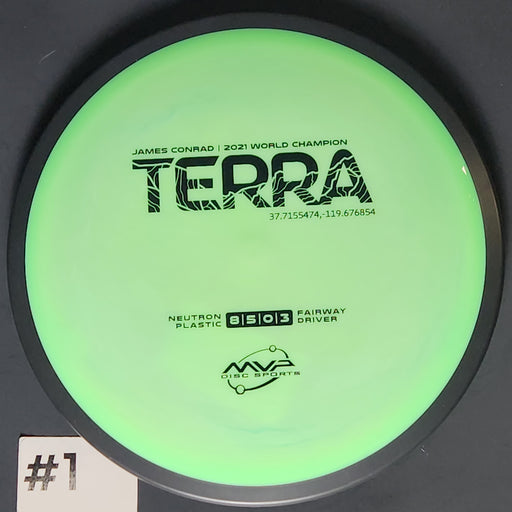 JAMES CONRAD | 2021 WORLD CHAMPION
TERRA
37.7155474,-119.676854
NEUTRON PLASTIC 8|5|0|3 FAIRWAY DRIVER
MVP
DISC SPORTS
#1